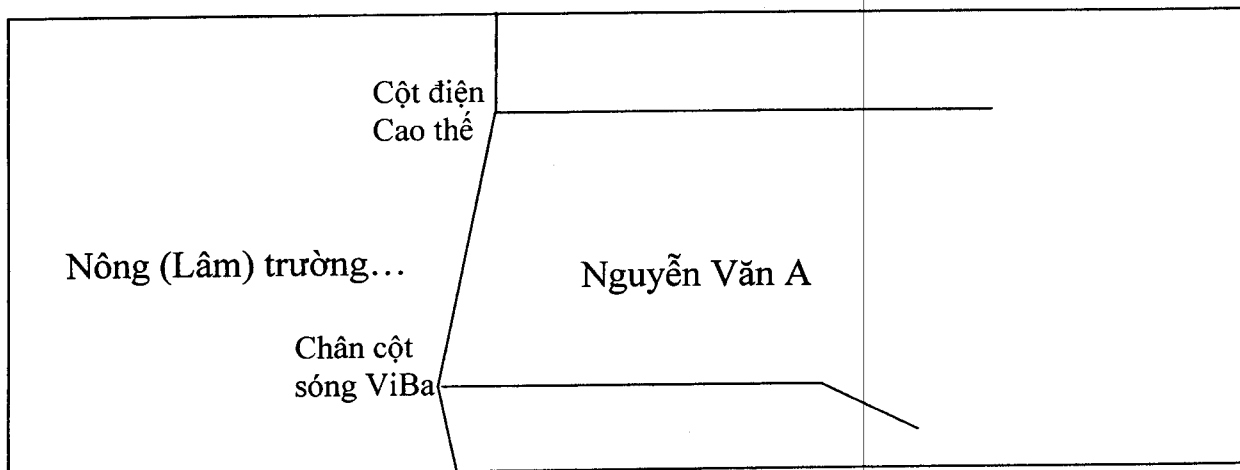 Cột điện
Cao thế
Nông (Lâm) trường...
Nguyễn Văn A
Chân cột
sóng ViBa